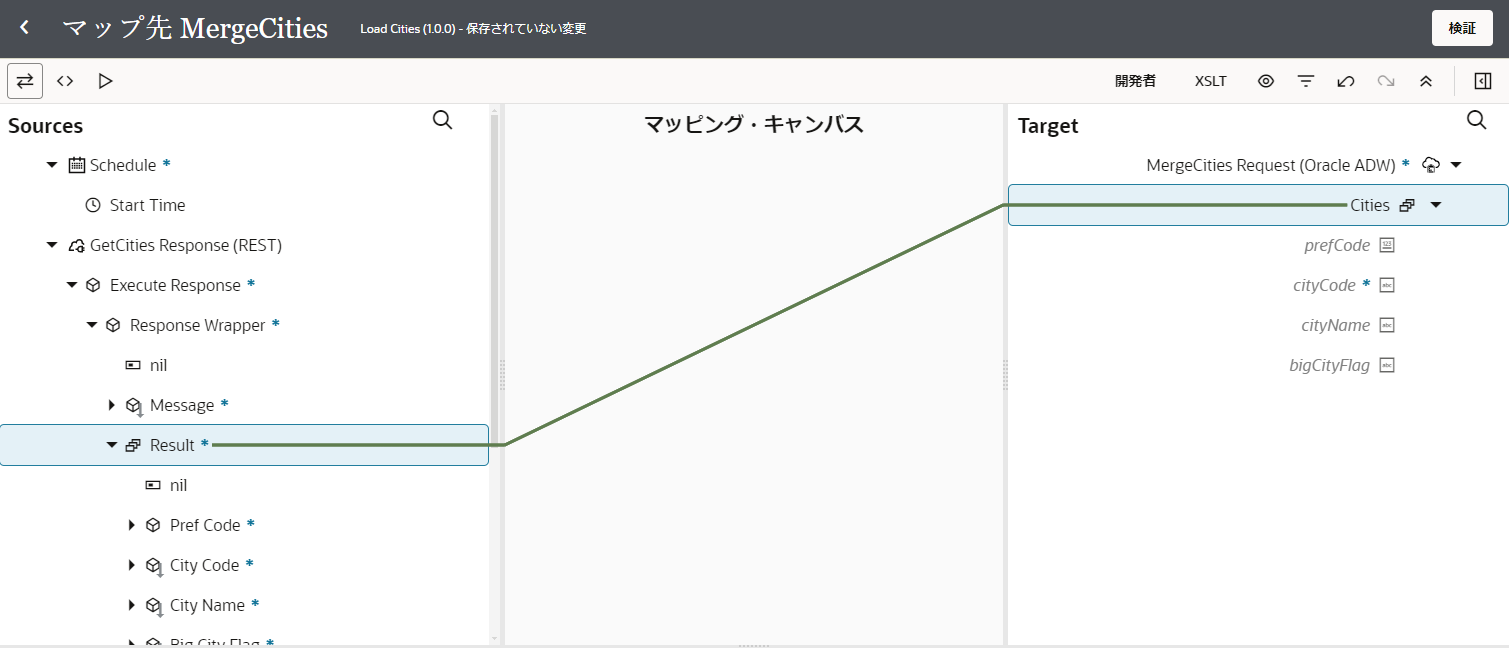 マップ先 MergeCities
Load Cities (1.0.0) - 保存されていない変更
検証
開発者
XSLT
Sources
Schedule *
Start Time
GetCities Response (REST)
Execute Response *
Response Wrapper *
nil
Message *
Result *
nil
Pref Code *
City Code *
City Name *
Big City Flag *
マッピング・キャンバス
Target
MergeCities Request (Oracle ADW) *
Cities
prefCode
cityCode *
cityName
bigCityFlag